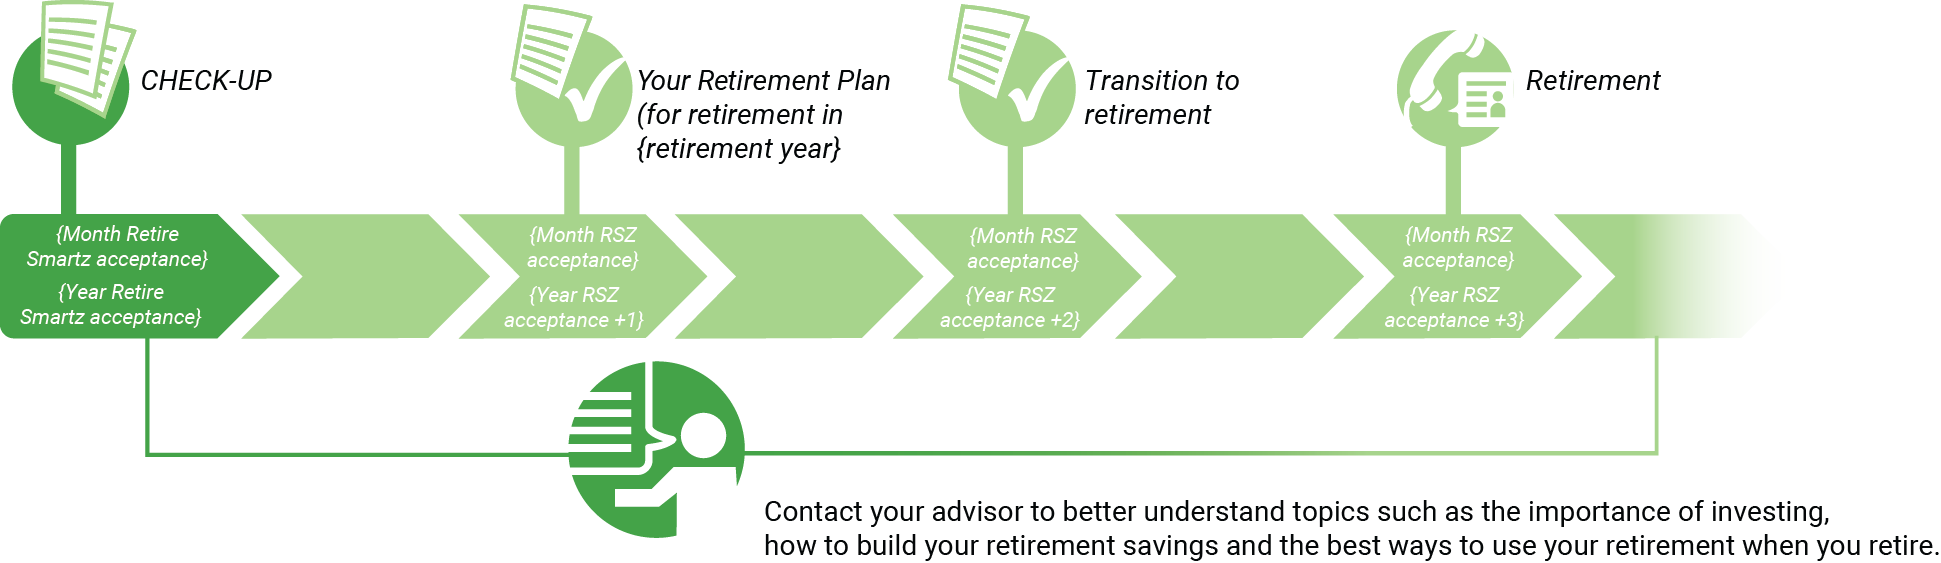 CHECK-UP
Your Retirement Plan
(for retirement in
{retirement year}
Transition to
retirement
Retirement
{Month Retire
Smartz acceptance}
{Year Retire
Smartz acceptance}
{Month RSZ
acceptance}
{Year RSZ
acceptance +1}
{Month RSZ
acceptance}
{Year RSZ
acceptance +2}
{Month RSZ
acceptance}
{Year RSZ
acceptance +3}
Contact your advisor to better understand topics such as the importance of investing,
how to build your retirement savings and the best ways to use your retirement when you retire.